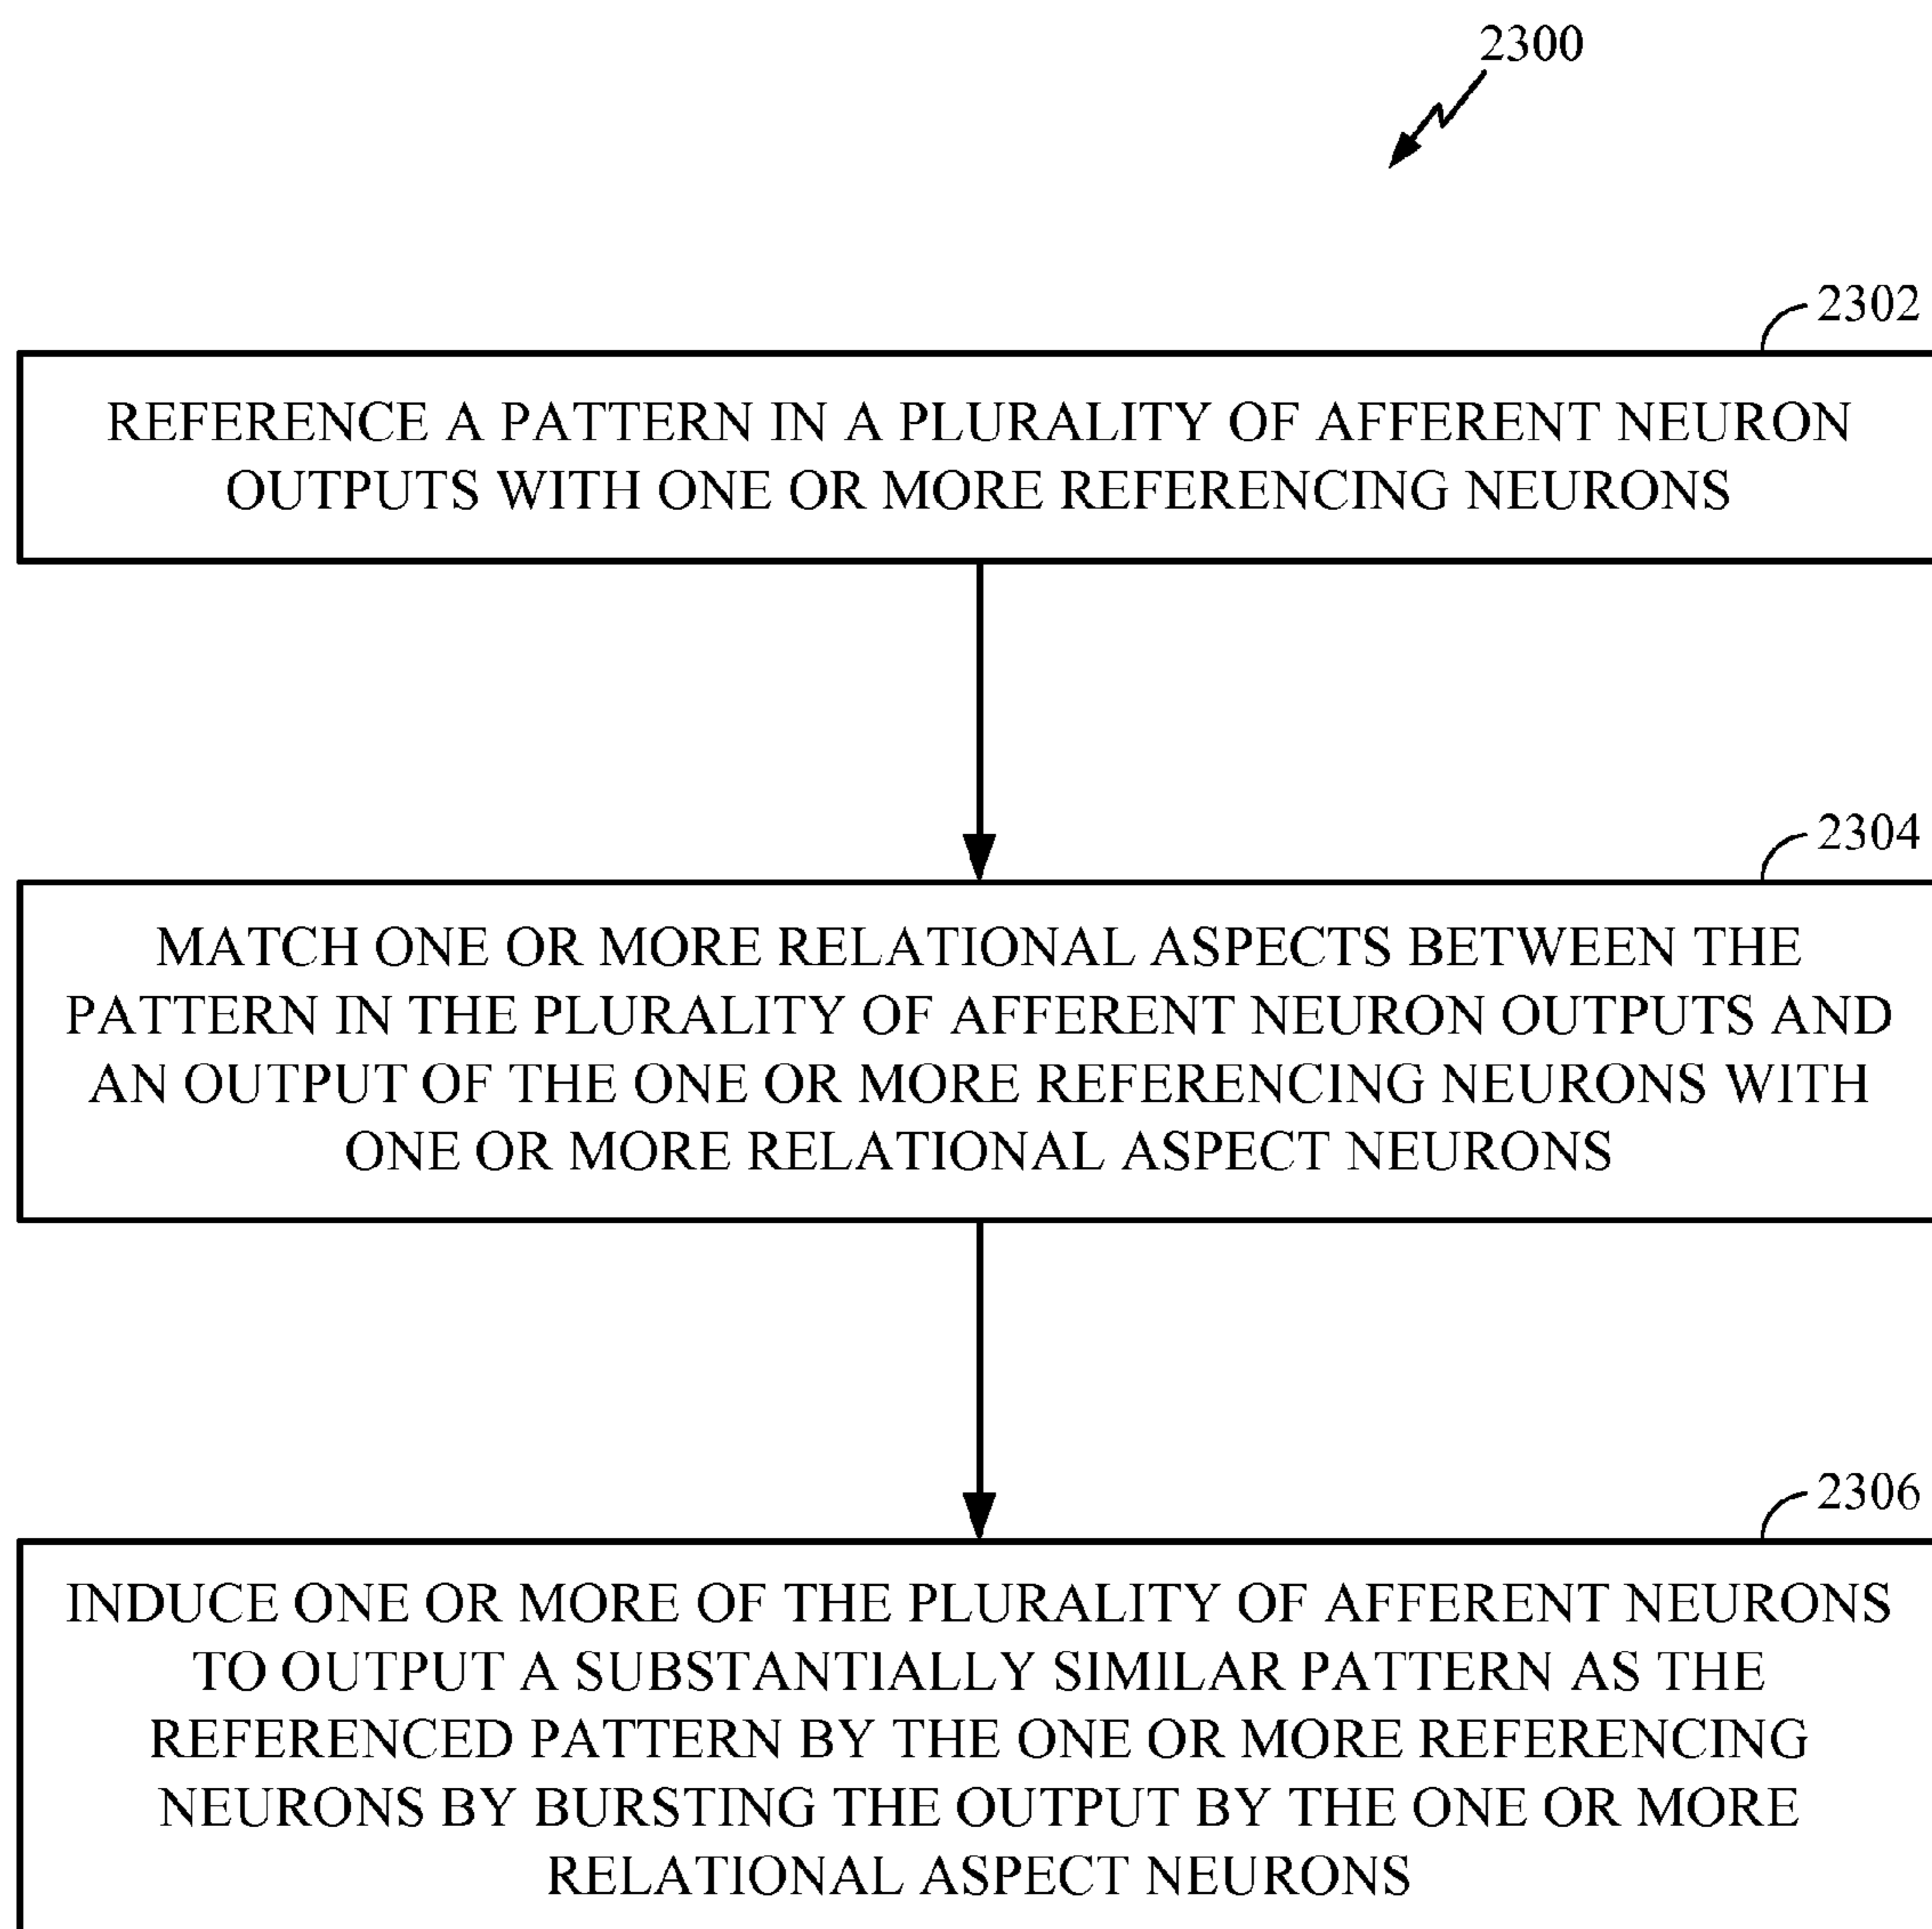 2300
2302
REFERENCE A PATTERN IN A PLURALITY OF AFFERENT NEURON
OUTPUTS WITH ONE OR MORE REFERENCING NEURONS
2304
MATCH ONE OR MORE RELATIONAL ASPECTS BETWEEN THE
PATTERN IN THE PLURALITY OF AFFERENT NEURON OUTPUTS AND
AN OUTPUT OF THE ONE OR MORE REFERENCING NEURONS WITH
ONE OR MORE RELATIONAL ASPECT NEURONS
2306
INDUCE ONE OR MORE OF THE PLURALITY OF AFFERENT NEURONS
TO OUTPUT A SUBSTANTIALLY SIMILAR PATTERN AS THE
REFERENCED PATTERN BY THE ONE OR MORE REFERENCING
NEURONS BY BURSTING THE OUTPUT BY THE ONE OR MORE
RELATIONAL ASPECT NEURONS